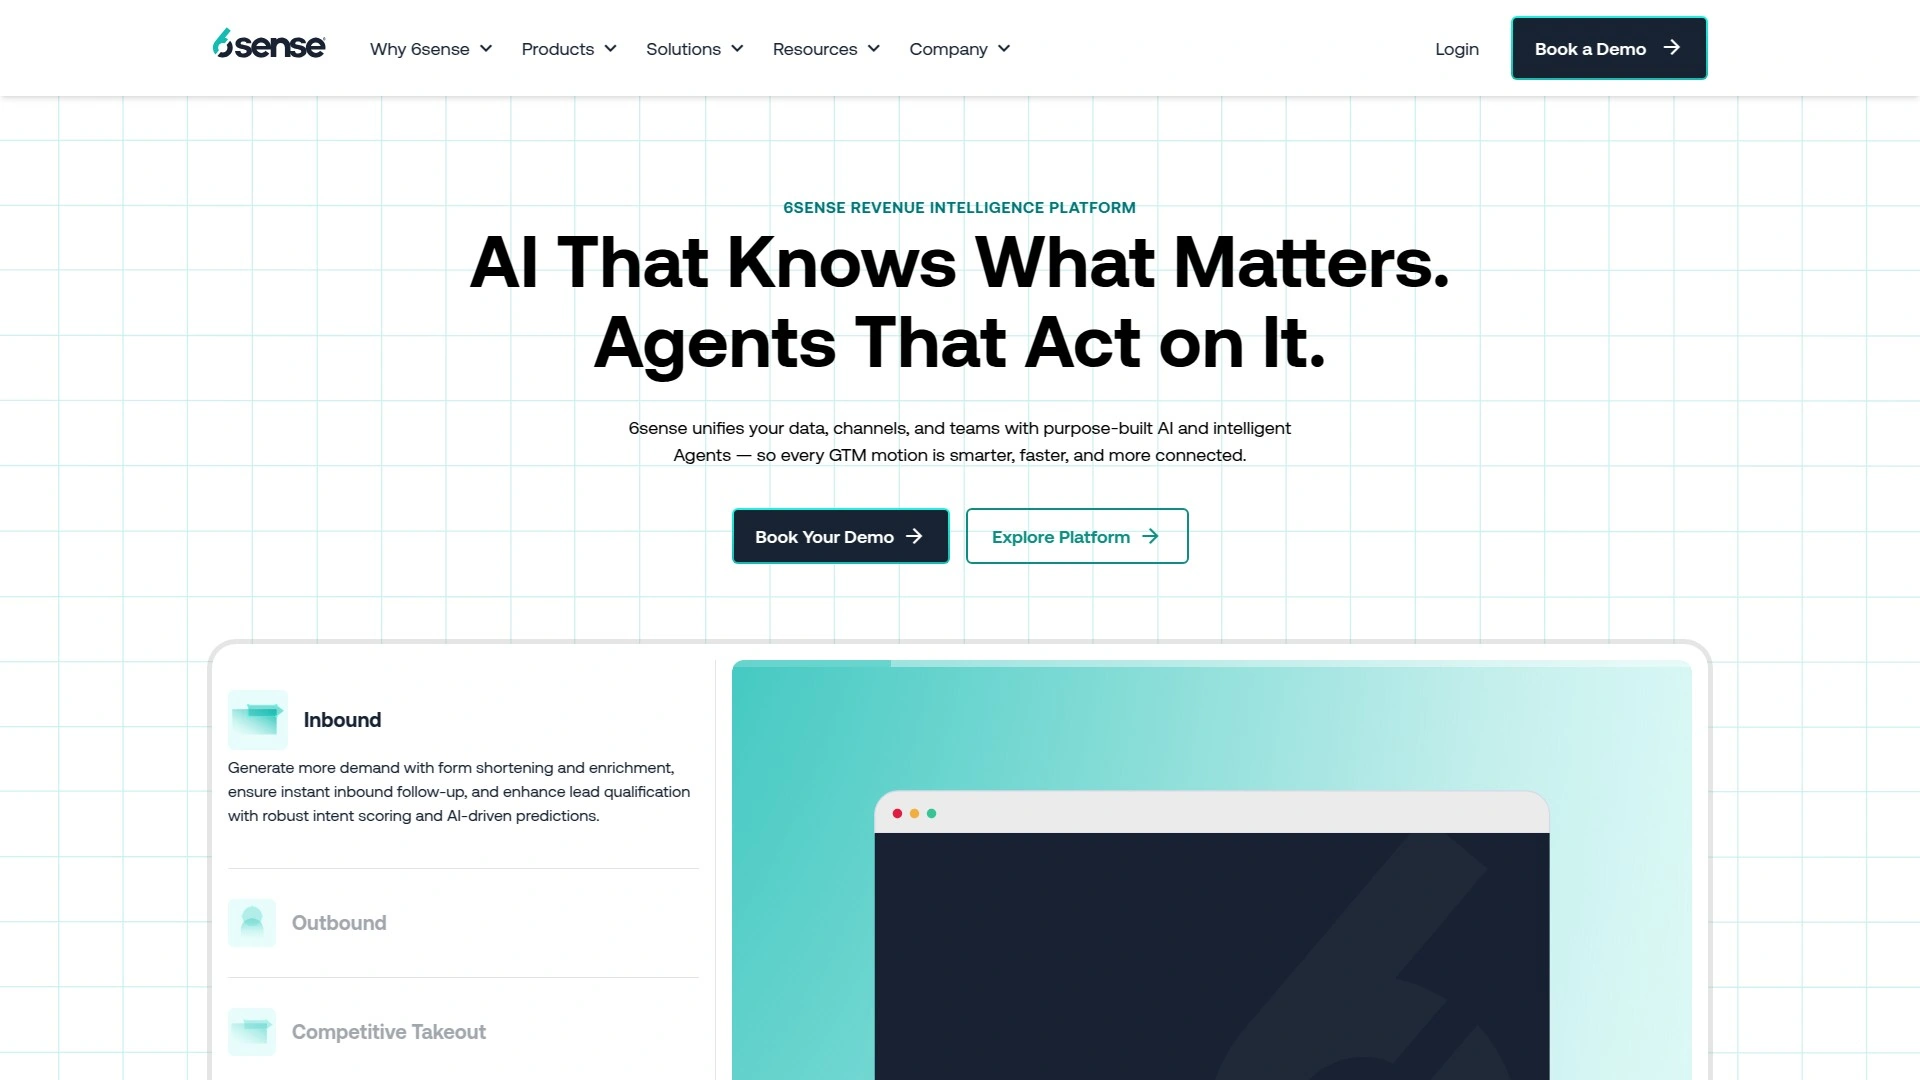 6sense
Why 6sense
Products
Solutions
Resources
Company
Login
Book a Demo
6SENSE REVENUE INTELLIGENCE PLATFORM
AI That Knows What Matters.
Agents That Act on It.
6sense unifies your data, channels, and teams with purpose-built AI and intelligent
Agents — so every GTM motion is smarter, faster, and more connected.
Book Your Demo
Explore Platform
Inbound
Generate more demand with form shortening and enrichment,
ensure instant inbound follow-up, and enhance lead qualification
with robust intent scoring and AI-driven predictions.
Outbound
Competitive Takeout